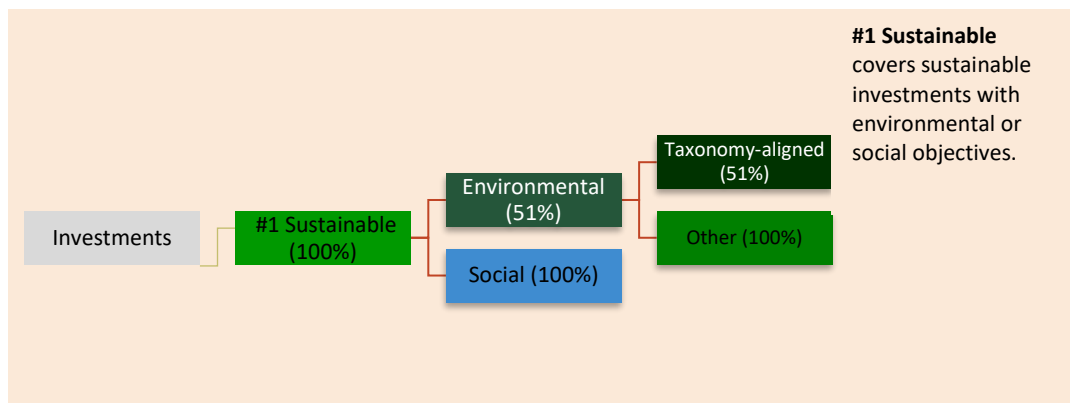 #1 Sustainable
covers sustainable
investments with
environmental or
social objectives.
Investments
#1 Sustainable
(100%)
Environmental
(51%)
Social (100%)
Taxonomy-aligned
(51%)
Other (100%)